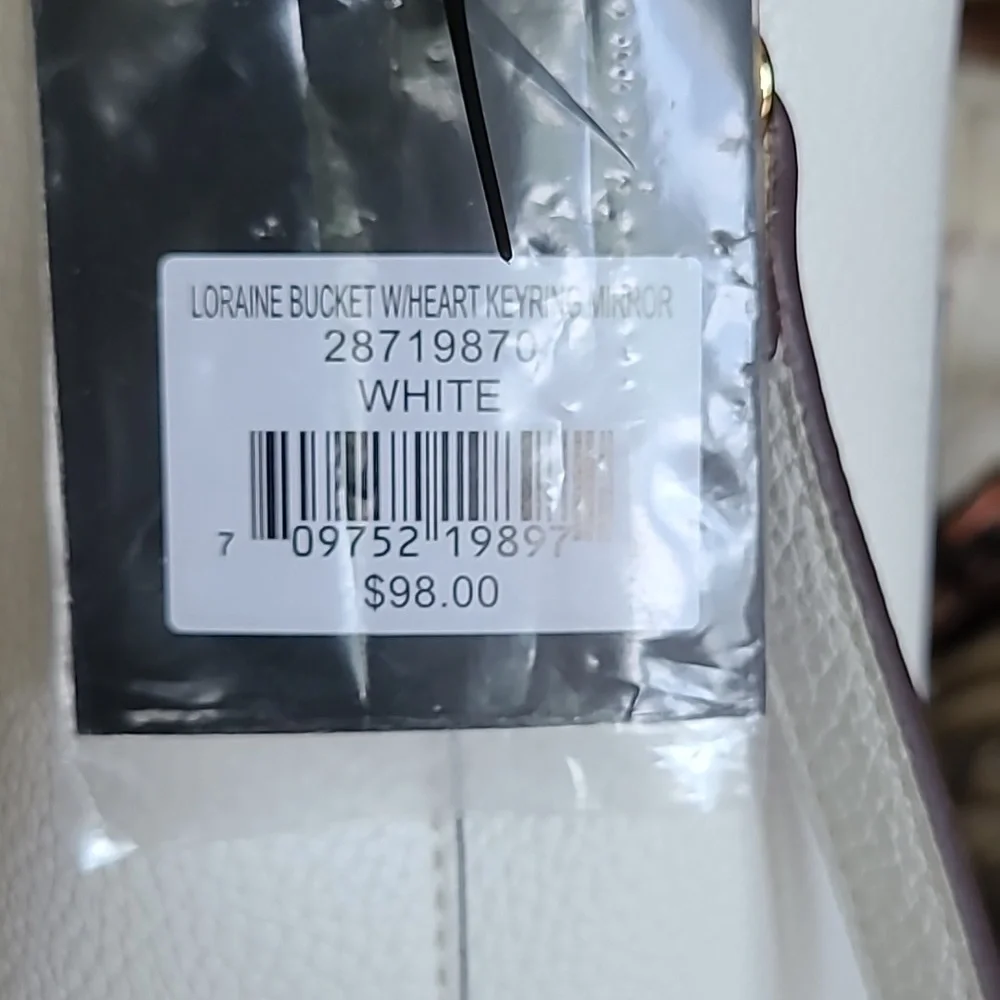 LORAINE BUCKET W/HEART KEYRING MIRROR
28719870
WHITE
7 09752 19897
$98.00